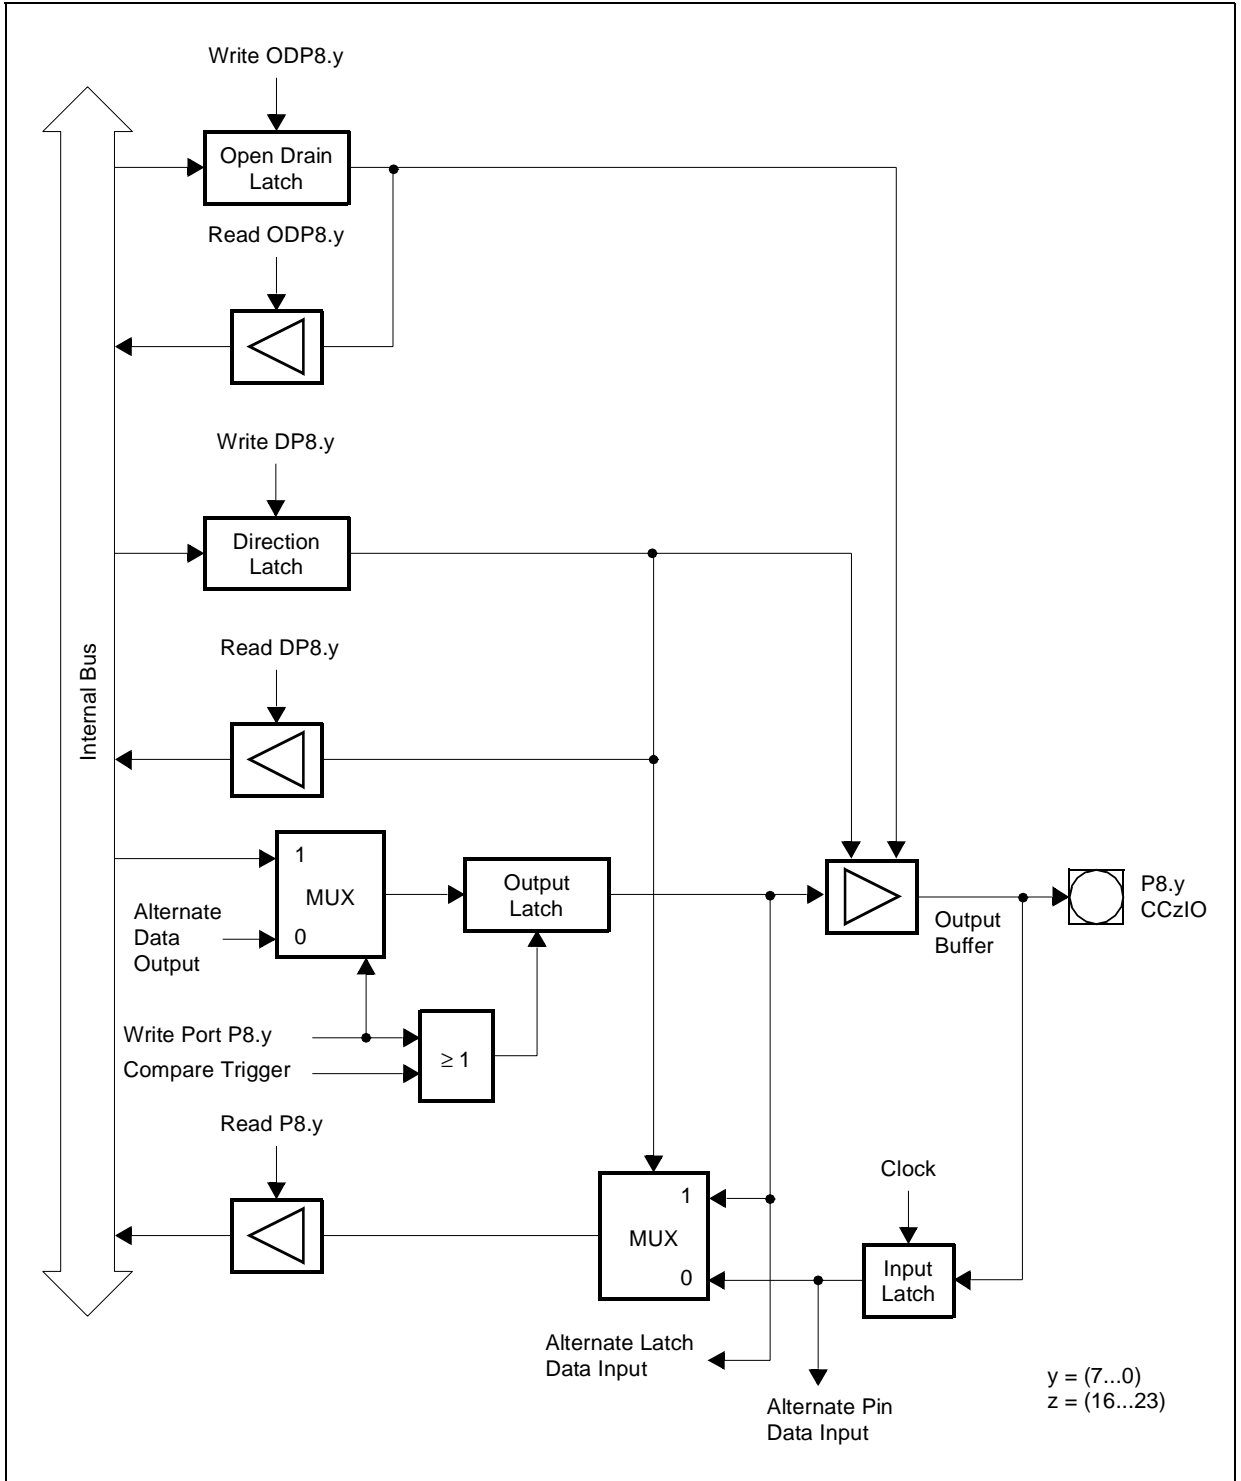 Write ODP8.y
Open Drain
Latch
Read ODP8.y
Write DP8.y
Direction
Latch
Read DP8.y
Internal Bus
1
MUX
0
Alternate
Data
Output
Output
Latch
Output
Buffer
P8.y
CCzIO
Write Port P8.y
Compare Trigger
≥ 1
Read P8.y
1
MUX
0
Clock
Input
Latch
Alternate Latch
Data Input
Alternate Pin
Data Input
y = (7...0)
z = (16...23)